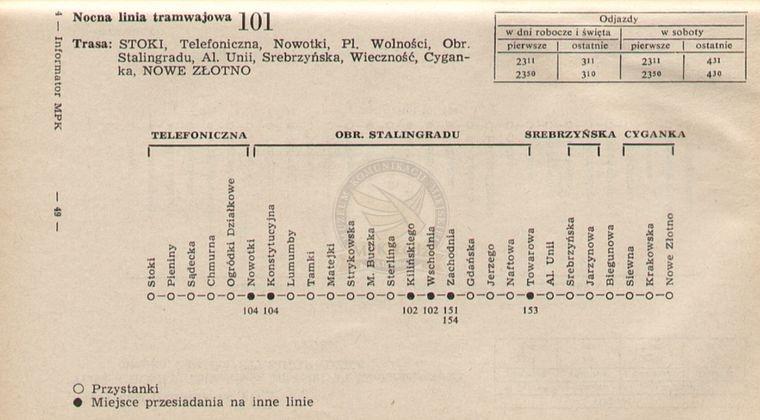 Nocna linia tramwajowa 101
Trasa: STOKI, Telefoniczna, Nowotki, Pl. Wolności, Obr.
Stalingradu, Al. Unii, Srebrzyńska, Wieczność, Cygan-
ka, NOWE ZŁOTNO
Odjazdy
w dni robocze i święta w soboty
pierwsze ostatnie pierwsze ostatnie
23¹¹ 3¹¹ 23¹¹ 4³¹
23⁵⁰ 3¹⁰ 23⁵⁰ 4³⁰
4 — Informator MPK — 49 —
TELEFONICZNA OBR. STALINGRADU SREBRZYŃSKA CYGANKA
Stoki
Pieniny
Sądecka
Chmurna
Ogródki Działkowe
Nowotki
Konstytucyjna
Lumumby
Tamki
Matejki
Strykowska
M. Buczka
Sterlinga
Kilińskiego
Wschodnia
Zachodnia
Gdańska
Jerzego
Naftowa
Towarowa
Al. Unii
Srebrzyńska
Jarzynowa
Biegunowa
Siewna
Krakowska
Nowe Złotno
104 104 102 102 151 153
154
Przystanki
Miejsce przesiadania na inne linie